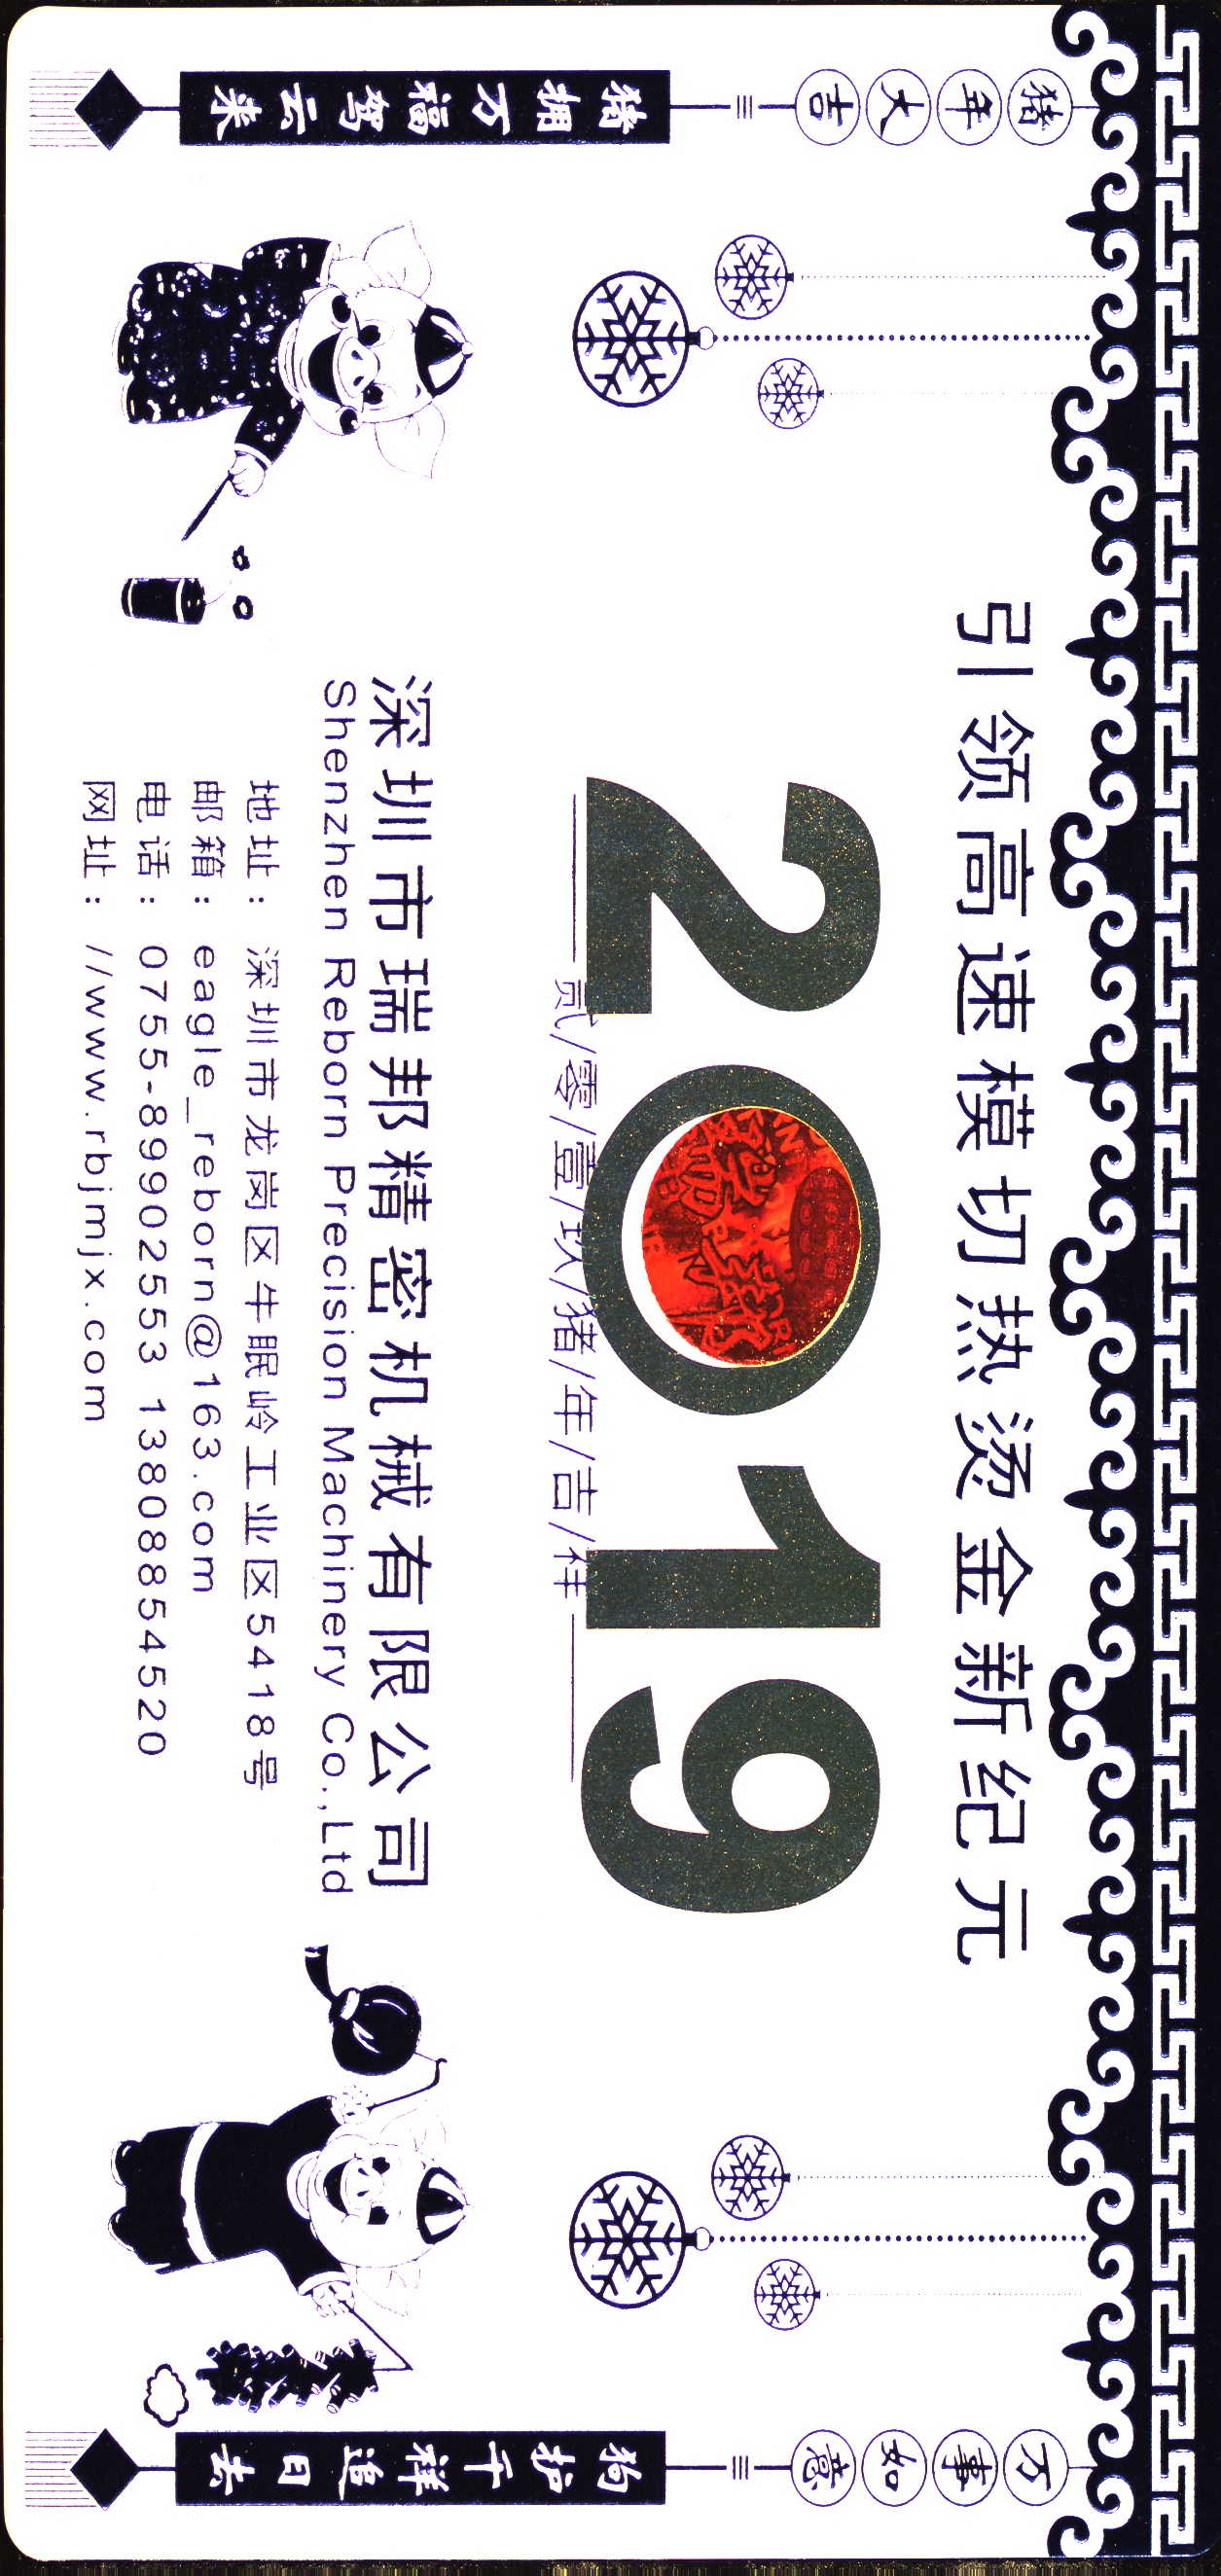 引领高速模切热烫金新纪元
猪年大吉
猪拥万福驾云来
万事如意
狗护千祥追日去
2019
贰/零/壹/玖/猪/年/吉/祥
深圳市瑞邦精密机械有限公司
Shenzhen Reborn Precision Machinery Co.,Ltd
地址：深圳市龙岗区牛眠岭工业区5418号
邮箱：eagle_reborn@163.com
电话：0755-89902553 13808854520
网址：//www.rbjmjx.com